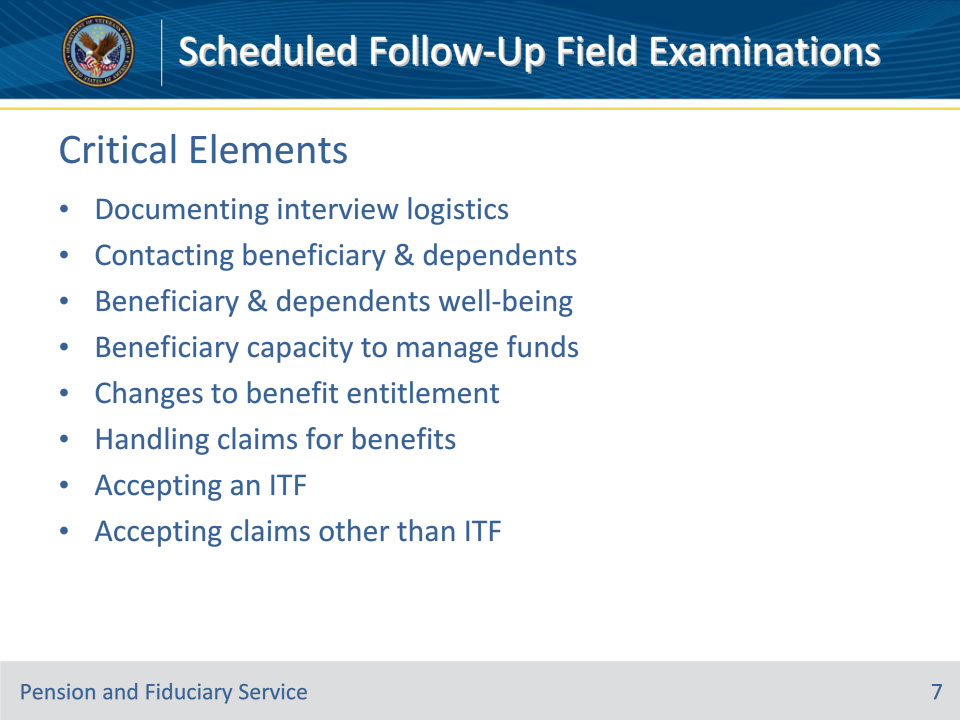 Scheduled Follow-Up Field Examinations
Critical Elements
• Documenting interview logistics
• Contacting beneficiary & dependents
• Beneficiary & dependents well-being
• Beneficiary capacity to manage funds
• Changes to benefit entitlement
• Handling claims for benefits
• Accepting an ITF
• Accepting claims other than ITF
Pension and Fiduciary Service
7
DEPARTMENT OF VETERANS AFFAIRS
UNITED STATES OF AMERICA